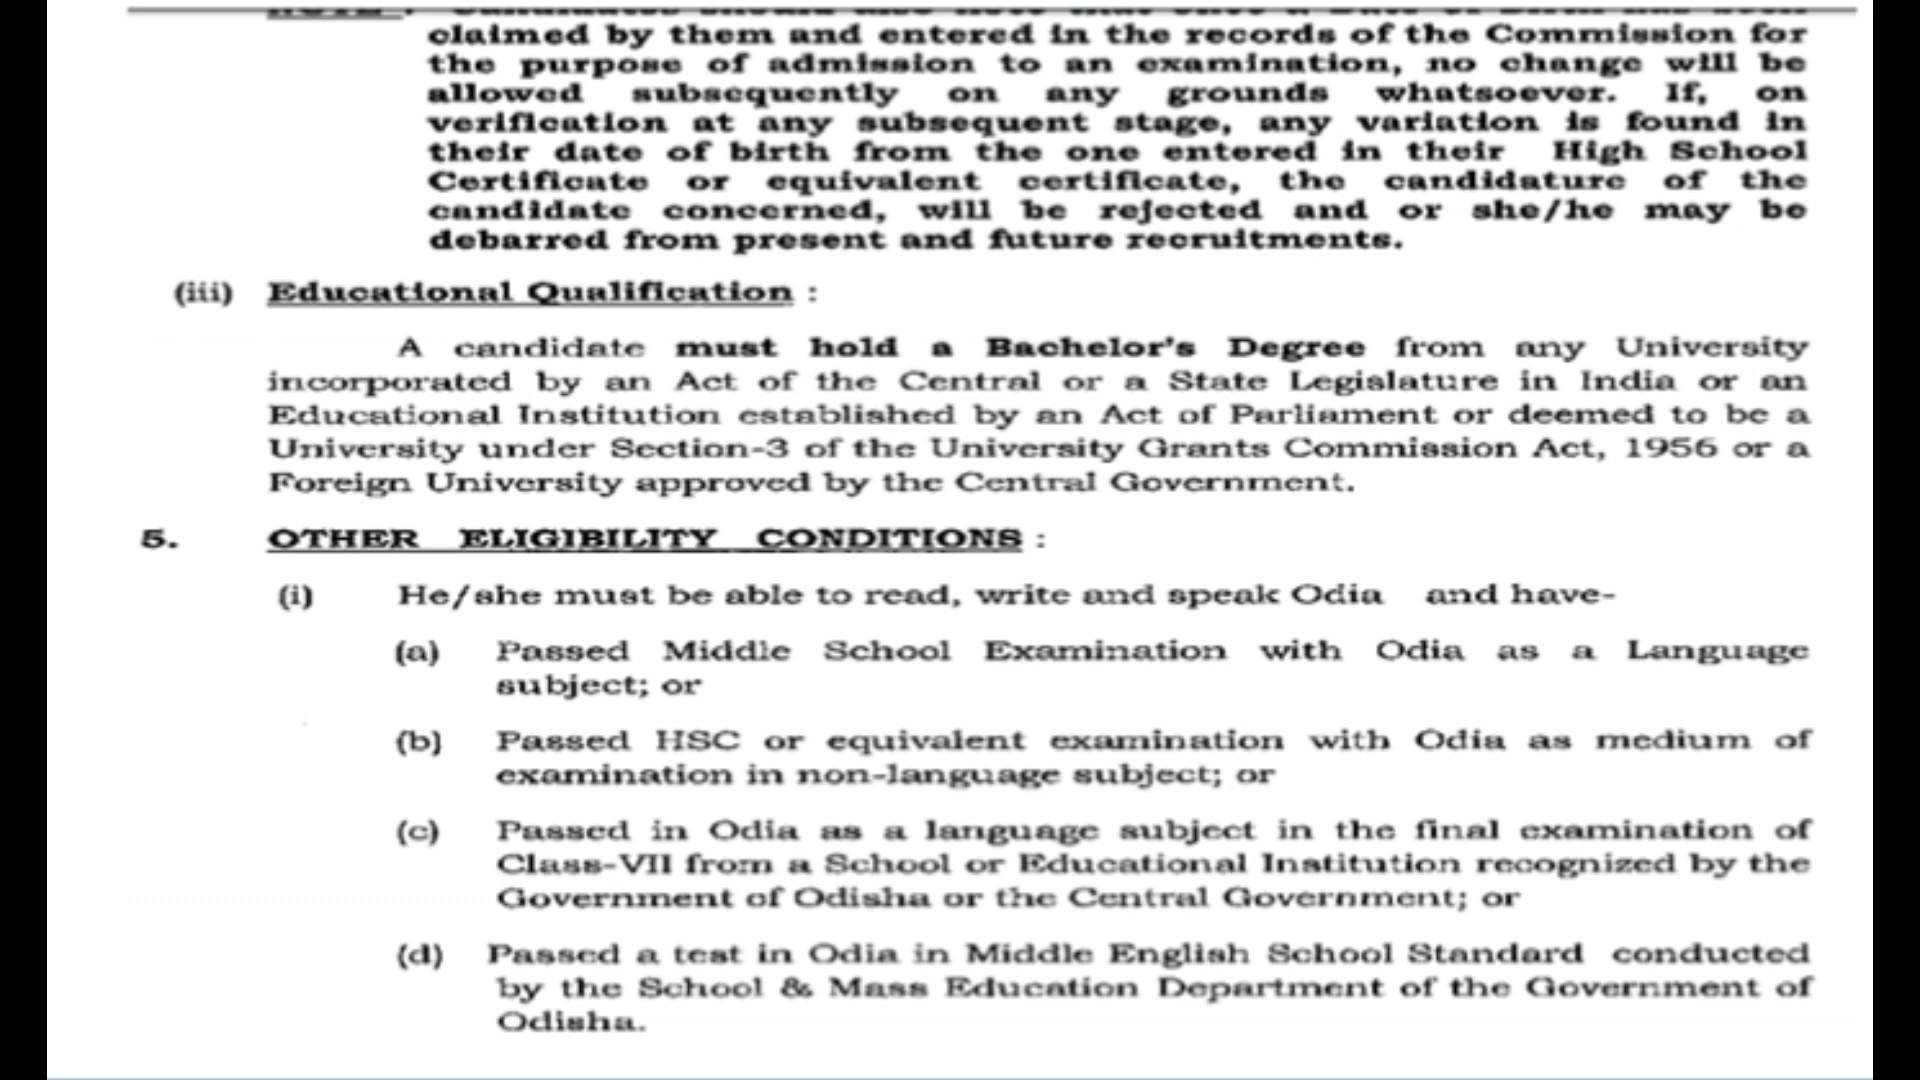 claimed by them and entered in the records of the Commission for
the purpose of admission to an examination, no change will be
allowed subsequently on any grounds whatsoever. If, on
verification at any subsequent stage, any variation is found in
their date of birth from the one entered in their High School
Certificate or equivalent certificate, the candidature of the
candidate concerned, will be rejected and or she/he may be
debarred from present and future recruitments.
(iii) Educational Qualification :
A candidate must hold a Bachelor's Degree from any University
incorporated by an Act of the Central or a State Legislature in India or an
Educational Institution established by an Act of Parliament or deemed to be a
University under Section-3 of the University Grants Commission Act, 1956 or a
Foreign University approved by the Central Government.
5. OTHER ELIGIBILITY CONDITIONS :
(i) He/she must be able to read, write and speak Odia and have-
(a) Passed Middle School Examination with Odia as a Language
subject; or
(b) Passed HSC or equivalent examination with Odia as medium of
examination in non-language subject; or
(c) Passed in Odia as a language subject in the final examination of
Class-VII from a School or Educational Institution recognized by the
Government of Odisha or the Central Government; or
(d) Passed a test in Odia in Middle English School Standard conducted
by the School & Mass Education Department of the Government of
Odisha.